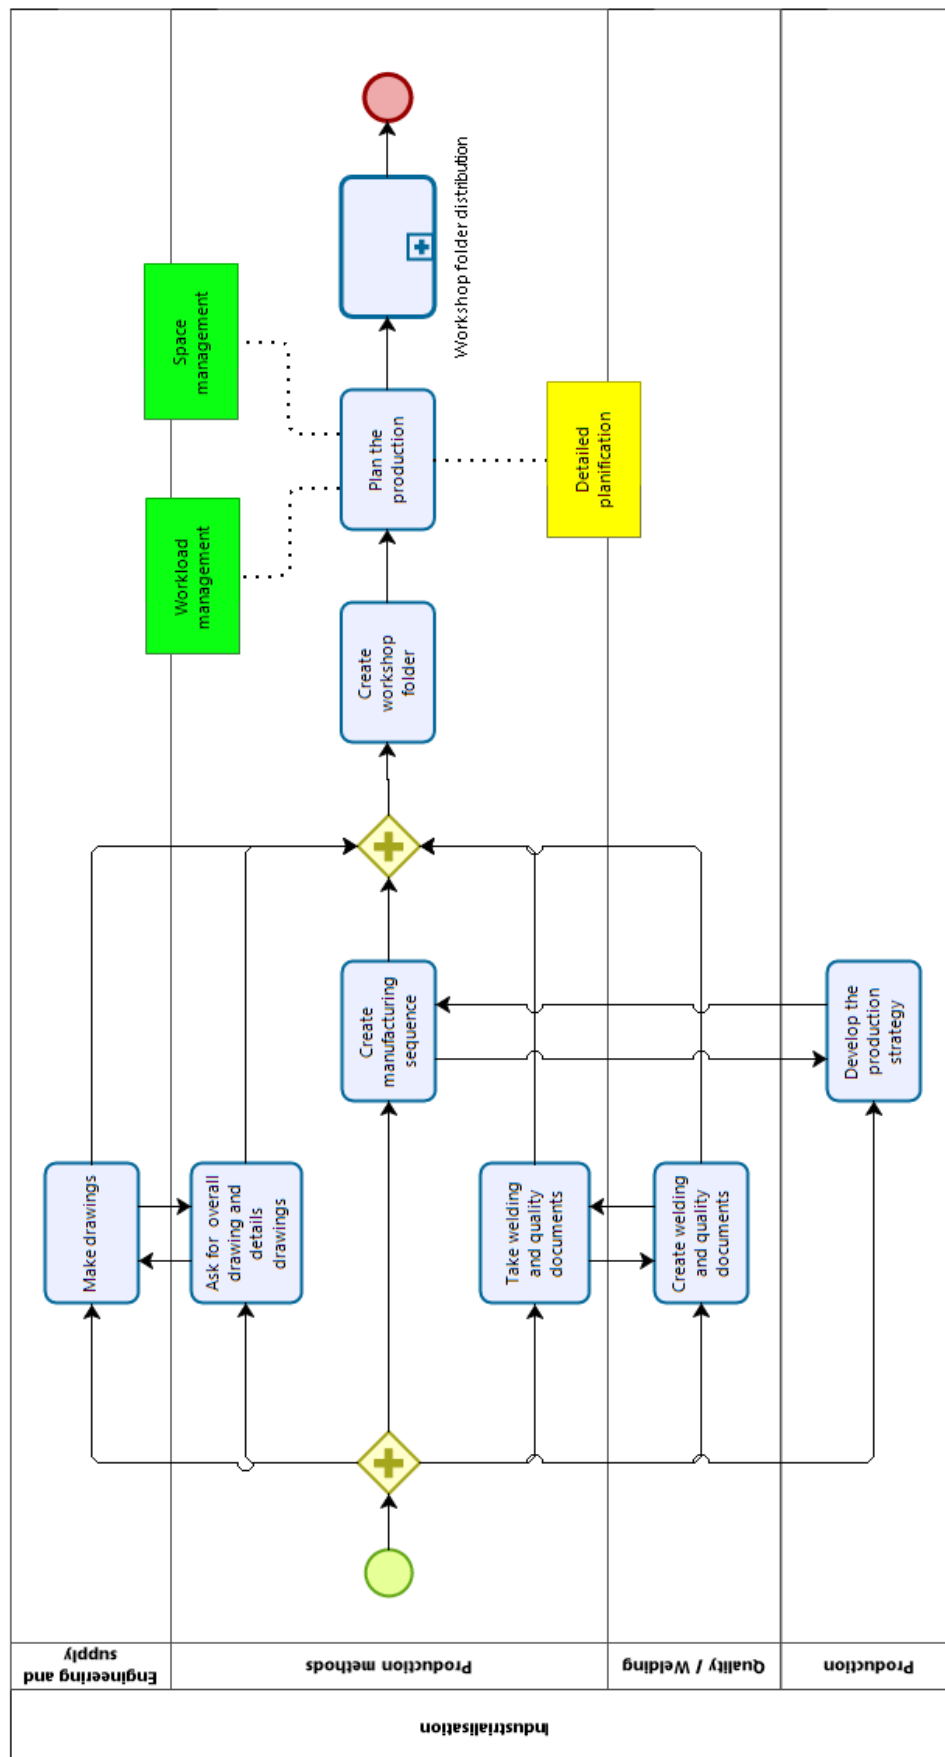 Industrialisation
Engineering and
supply
Production methods
Quality / Welding
Production
Make drawings
Ask for overall
drawing and
details
drawings
Create
manufacturing
sequence
Take welding
and quality
documents
Create welding
and quality
documents
Develop the
production
strategy
Create
workshop
folder
Workload
management
Space
management
Plan the
production
Detailed
planification
Workshop folder distribution